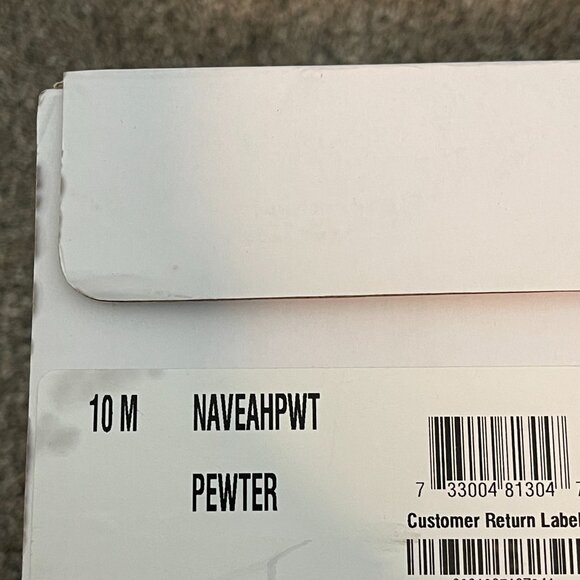 10 M NAVEAHPWT
PEWTER
7 33004 81304 7
Customer Return Label